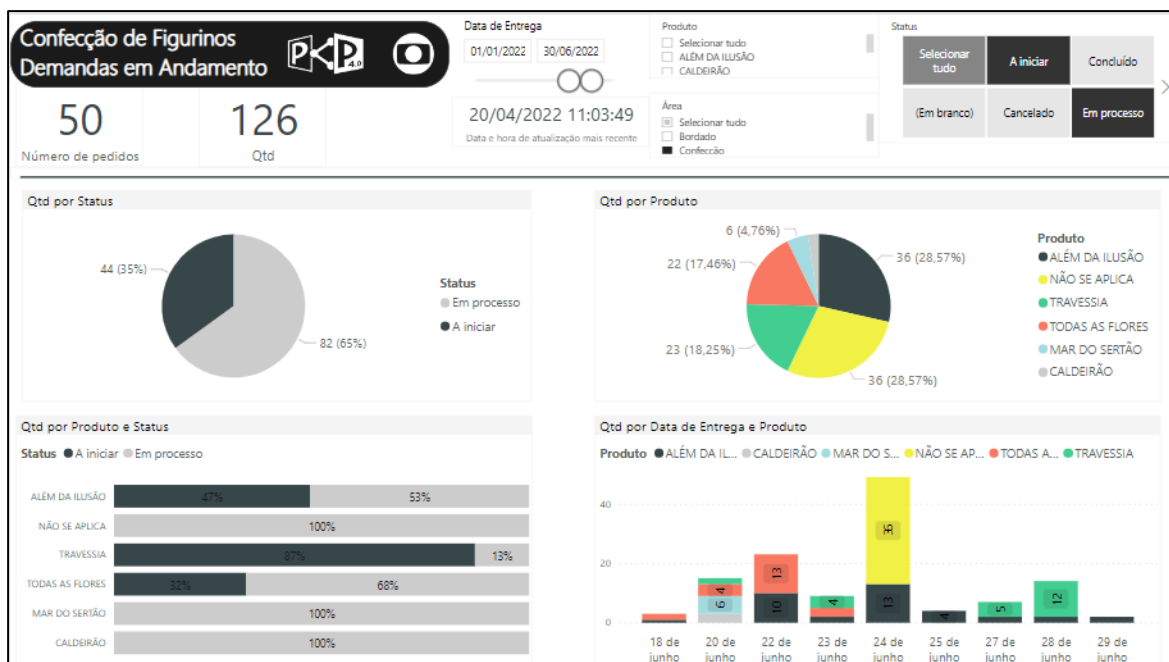 Confecção de Figurinos
Demandas em Andamento
PCP 4.0
50
Número de pedidos
126
Qtd
Data de Entrega
01/01/2022 30/06/2022
20/04/2022 11:03:49
Data e hora de atualização mais recente
Produto
Selecionar tudo
ALÉM DA ILUSÃO
CALDEIRÃO
Área
Selecionar tudo
Bordado
Confecção
Status
Selecionar tudo
A iniciar
Concluído
(Em branco)
Cancelado
Em processo
Qtd por Status
44 (35%)
82 (65%)
Status
Em processo
A iniciar
Qtd por Produto
6 (4,76%)
22 (17,46%)
23 (18,25%)
36 (28,57%)
36 (28,57%)
Produto
ALÉM DA ILUSÃO
NÃO SE APLICA
TRAVESSIA
TODAS AS FLORES
MAR DO SERTÃO
CALDEIRÃO
Qtd por Produto e Status
Status A iniciar Em processo
ALÉM DA ILUSÃO 47% 53%
NÃO SE APLICA 100%
TRAVESSIA 87% 13%
TODAS AS FLORES 32% 68%
MAR DO SERTÃO 100%
CALDEIRÃO 100%
Qtd por Data de Entrega e Produto
Produto ALÉM DA IL... CALDEIRÃO MAR DO S... NÃO SE AP... TODAS A... TRAVESSIA
40
20
0
6 4
10 13
4
13 36
4
5
12
18 de junho
20 de junho
22 de junho
23 de junho
24 de junho
25 de junho
27 de junho
28 de junho
29 de junho